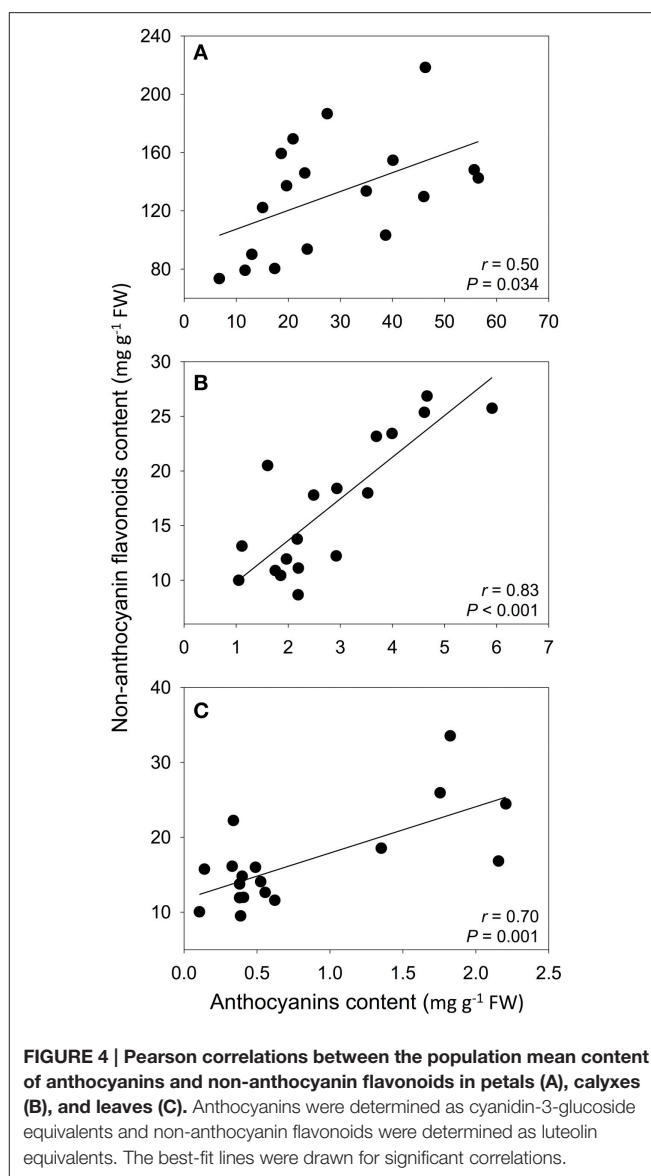 Non-anthocyanin flavonoids content (mg g⁻¹ FW)
A
240
200
160
120
80
0 10 20 30 40 50 60 70
r = 0.50
P = 0.034
B
30
25
20
15
10
0 1 2 3 4 5 6 7
r = 0.83
P < 0.001
C
40
30
20
10
0.0 0.5 1.0 1.5 2.0 2.5
r = 0.70
P = 0.001
Anthocyanins content (mg g⁻¹ FW)
FIGURE 4 | Pearson correlations between the population mean content
of anthocyanins and non-anthocyanin flavonoids in petals (A), calyxes
(B), and leaves (C). Anthocyanins were determined as cyanidin-3-glucoside
equivalents and non-anthocyanin flavonoids were determined as luteolin
equivalents. The best-fit lines were drawn for significant correlations.